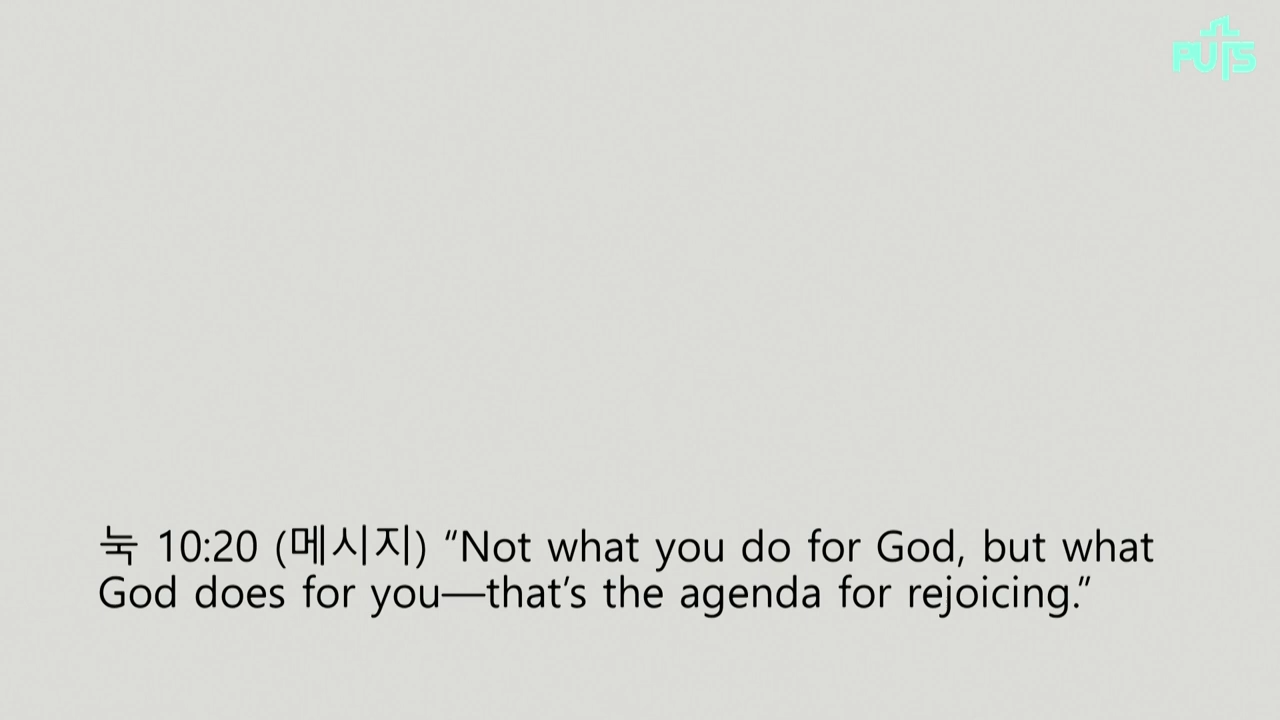 PUTS
눅 10:20 (메시지) “Not what you do for God, but what
God does for you—that’s the agenda for rejoicing.”